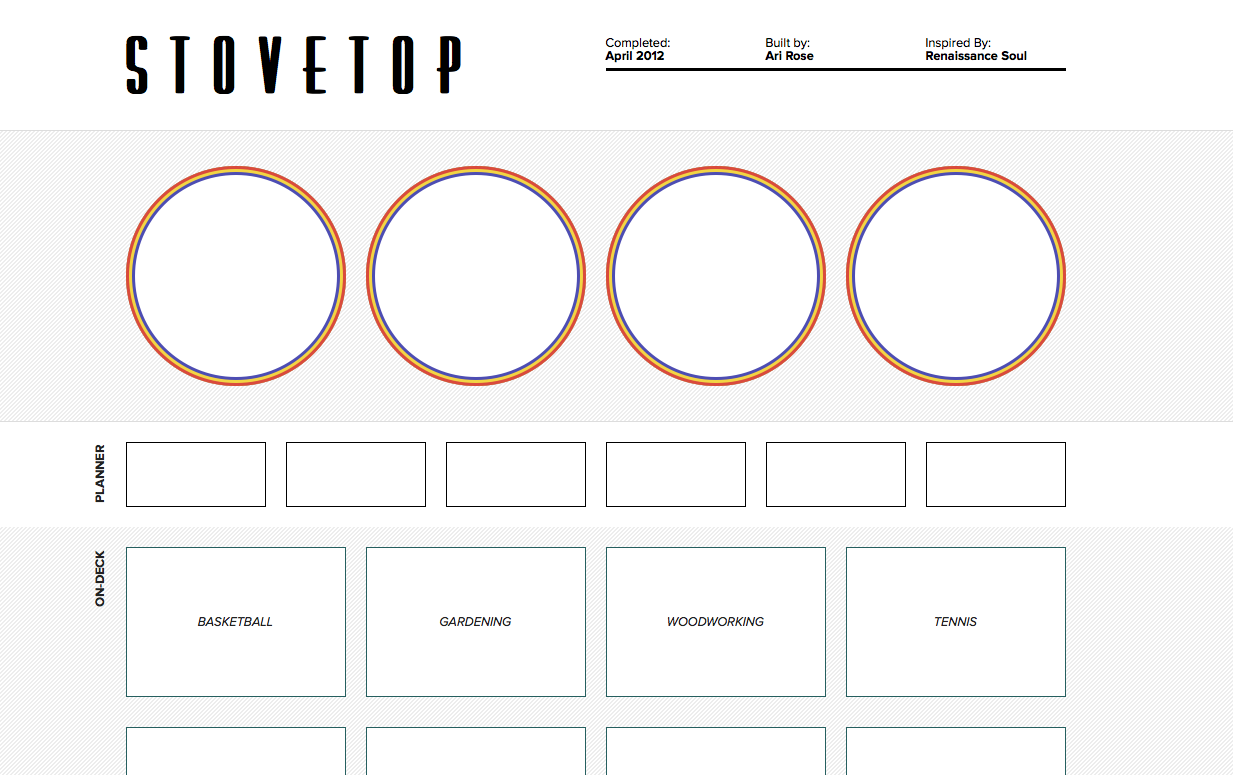 STOVETOP
Completed:
April 2012
Built by:
Ari Rose
Inspired By:
Renaissance Soul
PLANNER
ON-DECK
BASKETBALL
GARDENING
WOODWORKING
TENNIS